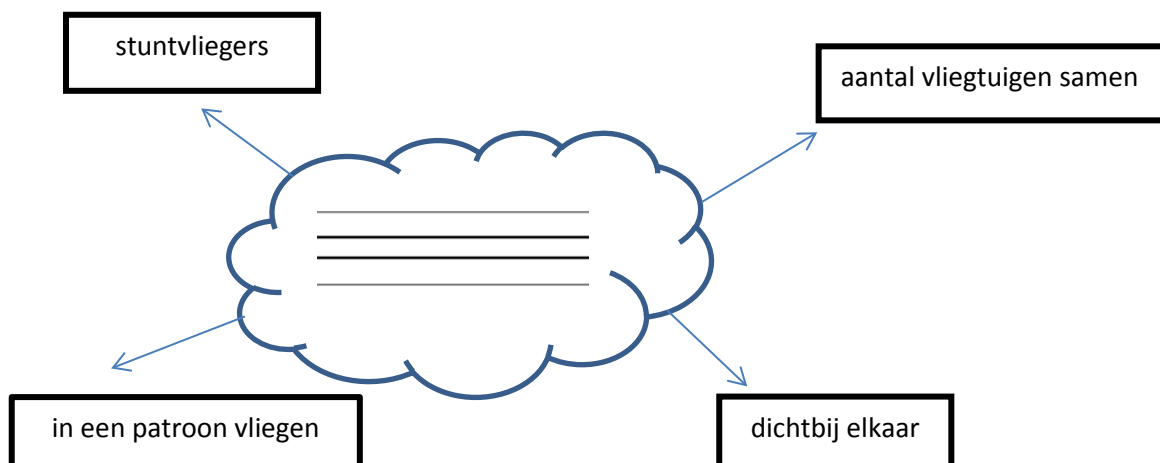 stuntvliegers
aantal vliegtuigen samen
in een patroon vliegen
dichtbij elkaar